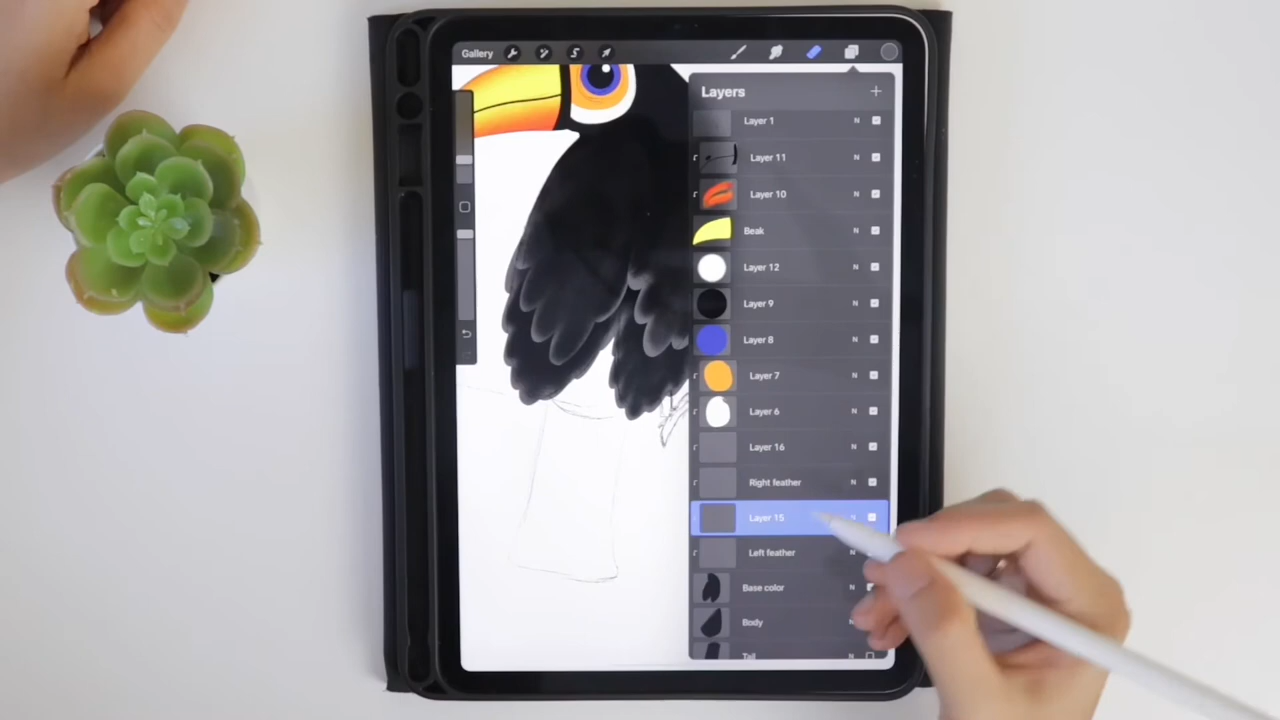 Gallery
Layers
Layer 1 N
Layer 11 N
Layer 10 N
Beak N
Layer 12 N
Layer 9 N
Layer 8 N
Layer 7 N
Layer 6 N
Layer 16 N
Right feather N
Layer 15 N
Left feather N
Base color N
Body N
Tail N